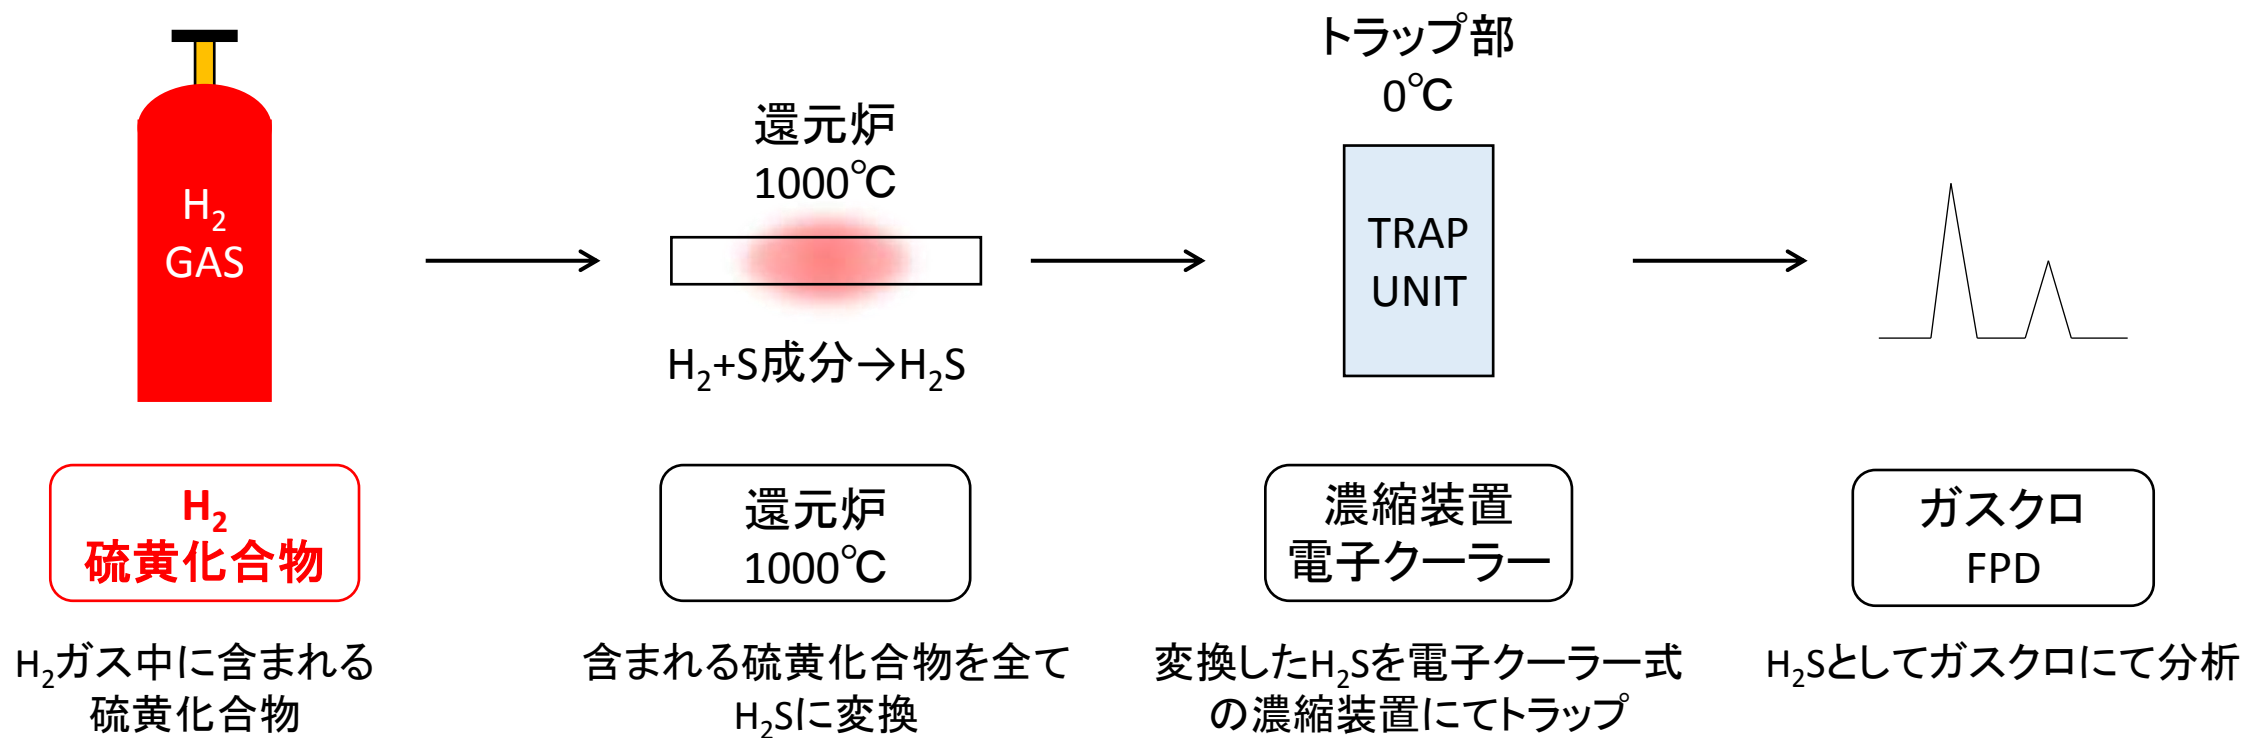 H₂
GAS
還元炉
1000℃
H₂+S成分→H₂S
トラップ部
0℃
TRAP
UNIT
H₂
硫黄化合物
還元炉
1000℃
濃縮装置
電子クーラー
ガスクロ
FPD
H₂ガス中に含まれる
硫黄化合物
含まれる硫黄化合物を全て
H₂Sに変換
変換したH₂Sを電子クーラー式
の濃縮装置にてトラップ
H₂Sとしてガスクロにて分析